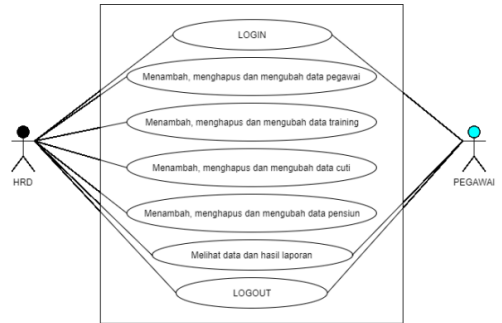 LOGIN
Menambah, menghapus dan mengubah data pegawai
Menambah, menghapus dan mengubah data training
Menambah, menghapus dan mengubah data cuti
HRD
PEGAWAI
Menambah, menghapus dan mengubah data pensiun
Melihat data dan hasil laporan
LOGOUT